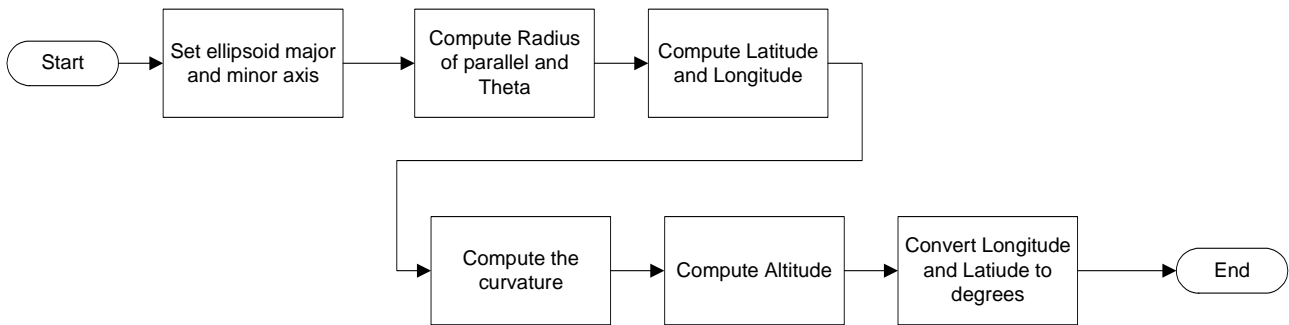 Start
Set ellipsoid major
and minor axis
Compute Radius
of parallel and
Theta
Compute Latitude
and Longitude
Compute the
curvature
Compute Altitude
Convert Longitude
and Latiude to
degrees
End